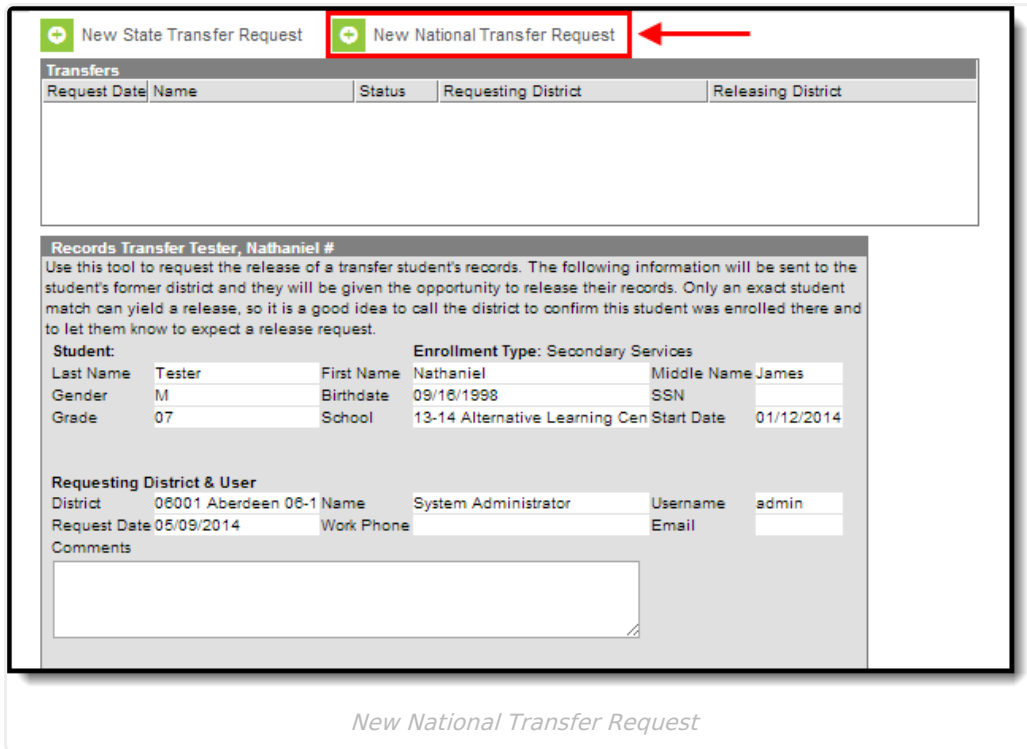 New State Transfer Request New National Transfer Request
Transfers
Request Date Name Status Requesting District Releasing District
Records Transfer Tester, Nathaniel #
Use this tool to request the release of a transfer student's records. The following information will be sent to the
student's former district and they will be given the opportunity to release their records. Only an exact student
match can yield a release, so it is a good idea to call the district to confirm this student was enrolled there and
to let them know to expect a release request.
Student: Enrollment Type: Secondary Services
Last Name Tester First Name Nathaniel Middle Name James
Gender M Birthdate 09/16/1998 SSN
Grade 07 School 13-14 Alternative Learning Cen Start Date 01/12/2014
Requesting District & User
District 06001 Aberdeen 06-1 Name System Administrator Username admin
Request Date 05/09/2014 Work Phone Email
Comments
New National Transfer Request